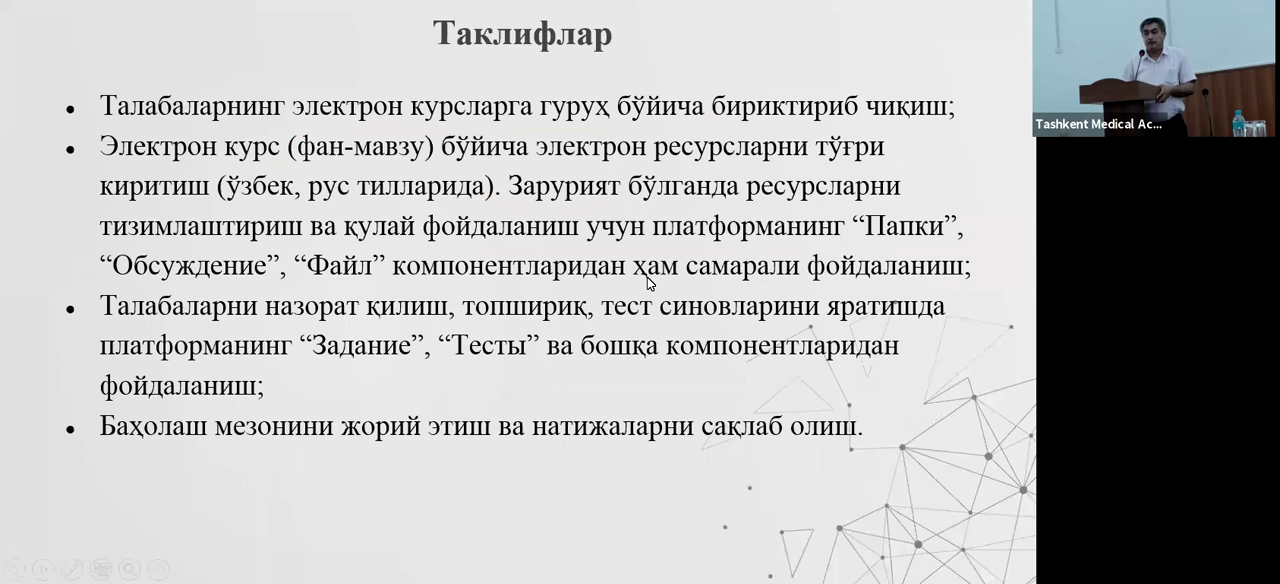 Таклифлар
• Талабаларнинг электрон курсларга гуруҳ бўйича бириктириб чиқиш;
• Электрон курс (фан-мавзу) бўйича электрон ресурсларни тўғри
киритиш (ўзбек, рус тилларида). Зарурият бўлганда ресурсларни
тизимлаштириш ва қулай фойдаланиш учун платформанинг “Папки”,
“Обсуждение”, “Файл” компонентларидан ҳам самарали фойдаланиш;
• Талабаларни назорат қилиш, топшириқ, тест синовларини яратишда
платформанинг “Задание”, “Тесты” ва бошқа компонентларидан
фойдаланиш;
• Баҳолаш мезонини жорий этиш ва натижаларни сақлаб олиш.
Tashkent Medical Ac...